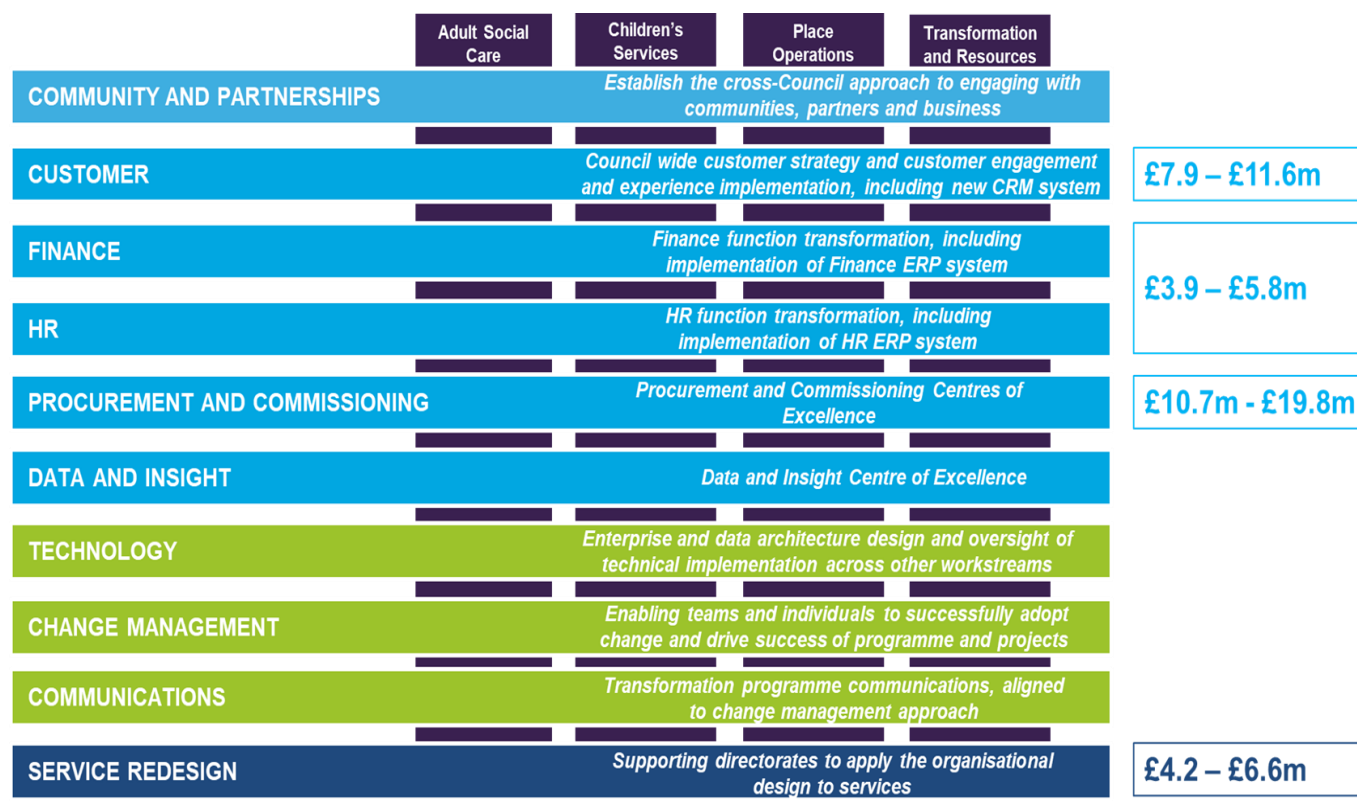 Adult Social
Care
Children’s
Services
Place
Operations
Transformation
and Resources
COMMUNITY AND PARTNERSHIPS
Establish the cross-Council approach to engaging with
communities, partners and business
CUSTOMER
Council wide customer strategy and customer engagement
and experience implementation, including new CRM system
£7.9 – £11.6m
FINANCE
Finance function transformation, including
implementation of Finance ERP system
£3.9 – £5.8m
HR
HR function transformation, including
implementation of HR ERP system
PROCUREMENT AND COMMISSIONING
Procurement and Commissioning Centres of
Excellence
£10.7m - £19.8m
DATA AND INSIGHT
Data and Insight Centre of Excellence
TECHNOLOGY
Enterprise and data architecture design and oversight of
technical implementation across other workstreams
CHANGE MANAGEMENT
Enabling teams and individuals to successfully adopt
change and drive success of programme and projects
COMMUNICATIONS
Transformation programme communications, aligned
to change management approach
SERVICE REDESIGN
Supporting directorates to apply the organisational
design to services
£4.2 – £6.6m